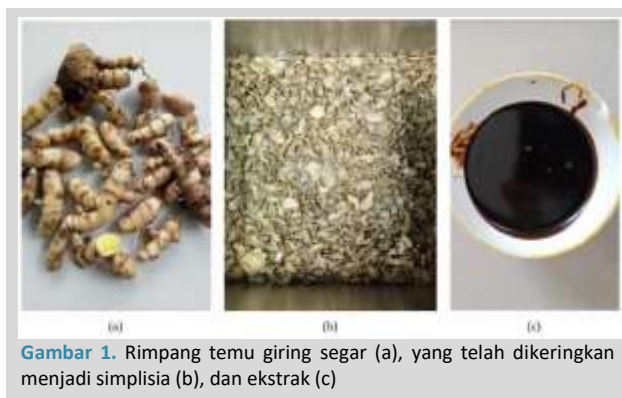 (a) (b) (c)
Gambar 1. Rimpang temu giring segar (a), yang telah dikeringkan
menjadi simplisia (b), dan ekstrak (c)